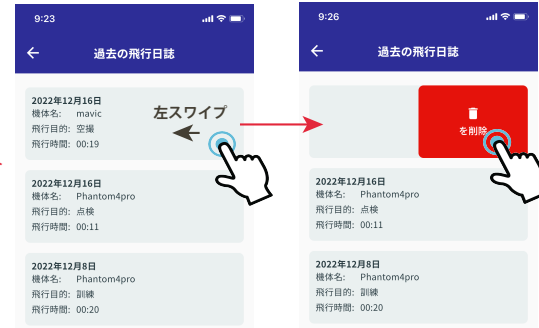 9:23
過去の飛行日誌
2022年12月16日
機体名: mavic
飛行目的: 空撮
飛行時間: 00:19
左スワイプ
2022年12月16日
機体名: Phantom4pro
飛行目的: 点検
飛行時間: 00:11
2022年12月8日
機体名: Phantom4pro
飛行目的: 訓練
飛行時間: 00:20
9:26
過去の飛行日誌
を削除
2022年12月16日
機体名: Phantom4pro
飛行目的: 点検
飛行時間: 00:11
2022年12月8日
機体名: Phantom4pro
飛行目的: 訓練
飛行時間: 00:20